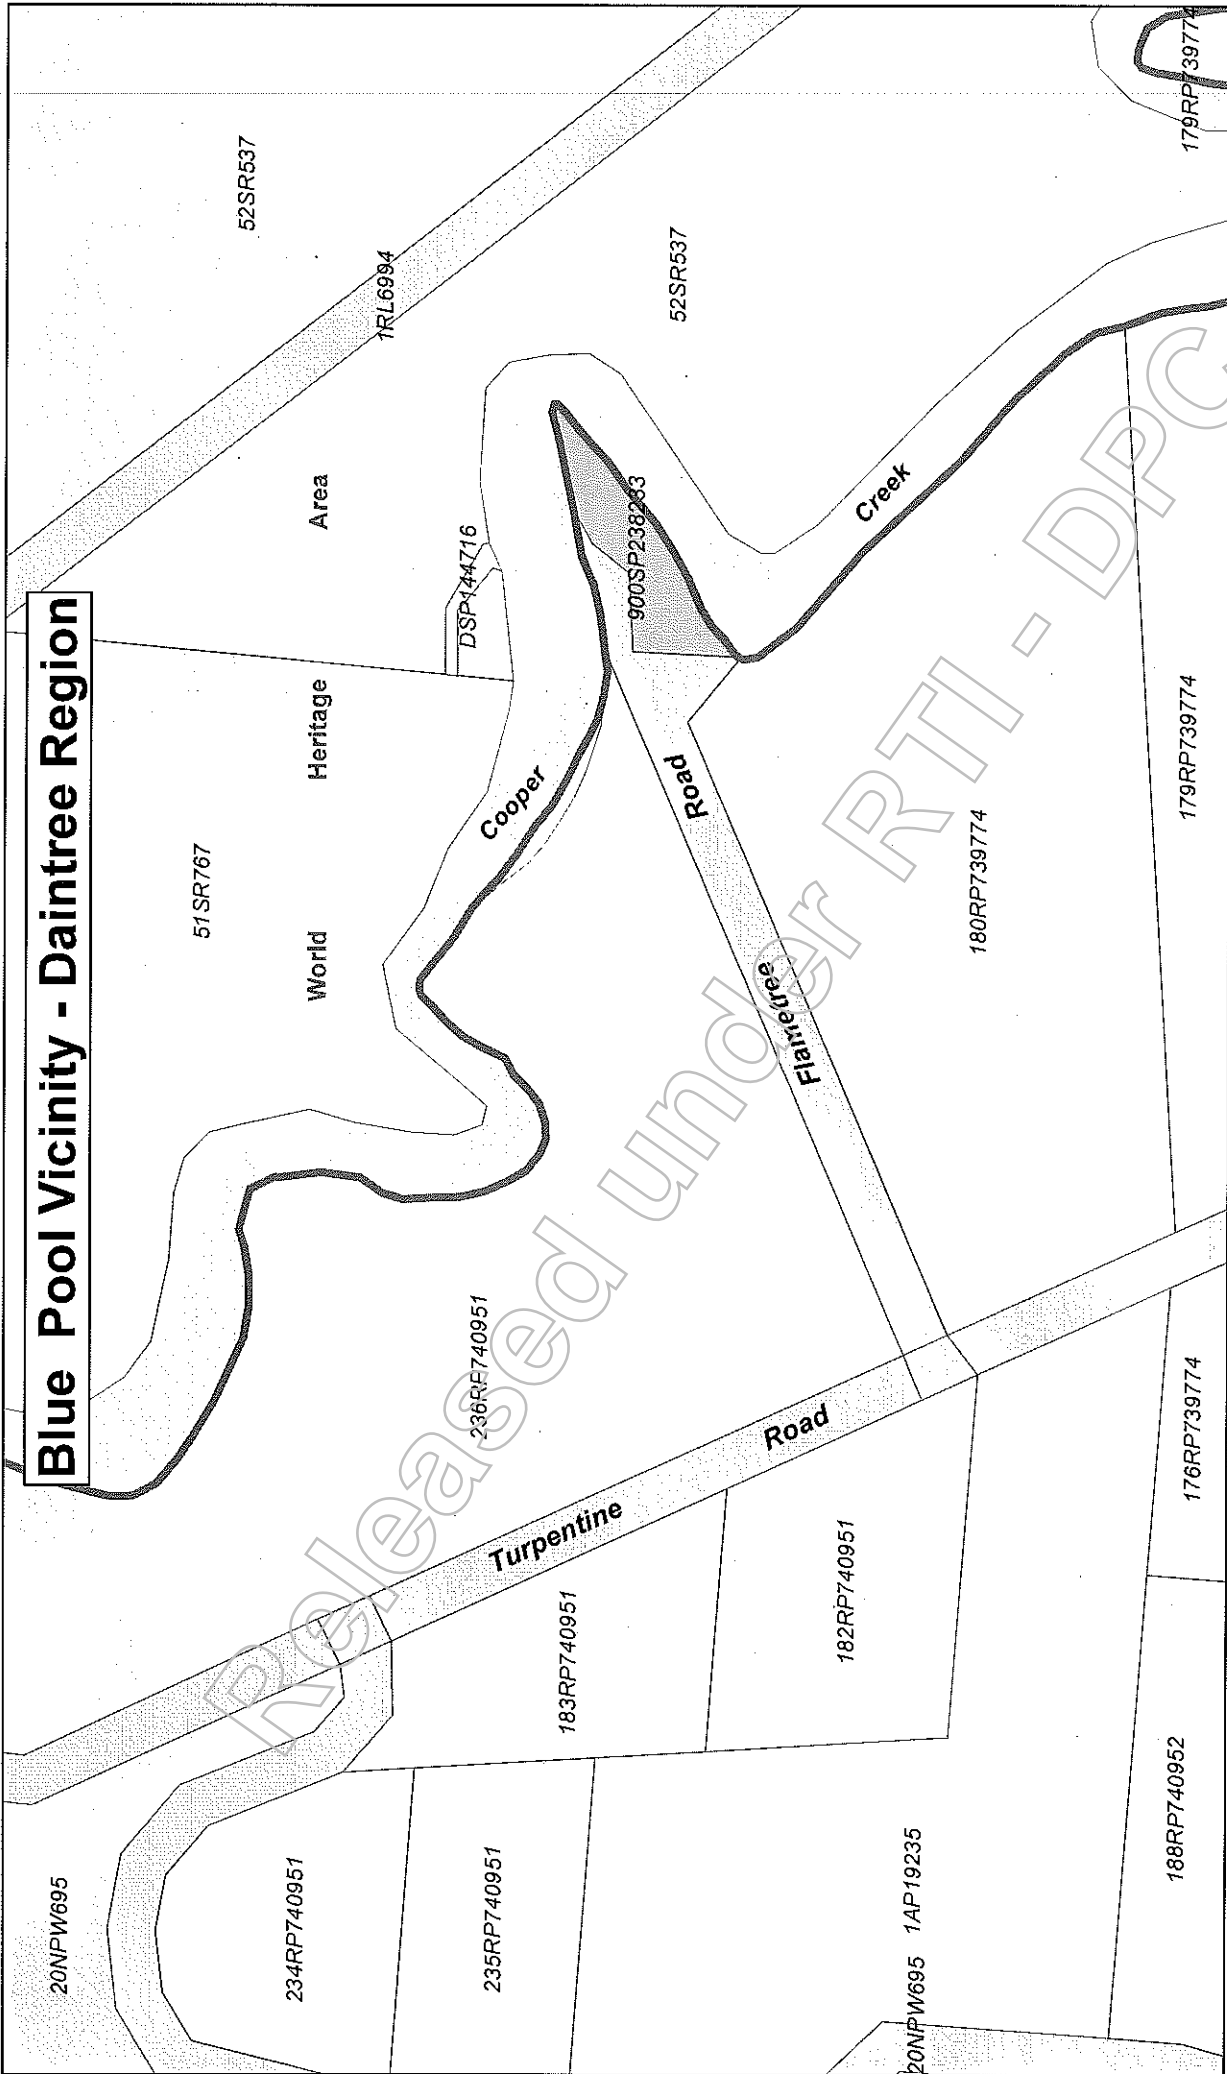 Blue Pool Vicinity - Daintree Region
20NPW695
51SR767
52SR537
1RL6994
234RP740951
World Heritage Area
235RP740951
236RP740951
DSP144716
Cooper
183RP740951
Turpentine Road
900SP238283
52SR537
Flametree Road
182RP740951
Creek
20NPW695
1AP19235
180RP739774
188RP740952
176RP739774
179RP739774
179RP739774
Released under RTI - DPC